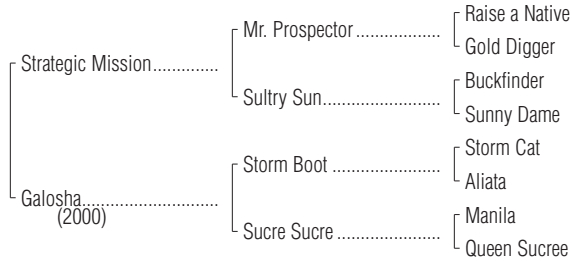 Raise a Native
Mr. Prospector ..................
Gold Digger
Strategic Mission..............
Buckfinder
Sultry Sun.........................
Sunny Dame
Storm Cat
Storm Boot .......................
Aliata
Galosha.............................
(2000)
Manila
Sucre Sucre ......................
Queen Sucree